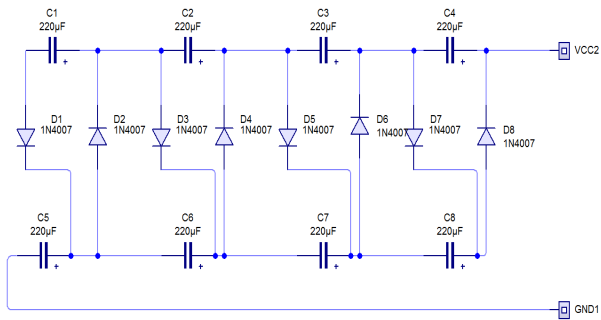 C1
220µF
+
C2
220µF
+
C3
220µF
+
C4
220µF
+
VCC2
D1
1N4007
D2
1N4007
D3
1N4007
D4
1N4007
D5
1N4007
D6
1N4007
D7
1N4007
D8
1N4007
C5
220µF
+
C6
220µF
+
C7
220µF
+
C8
220µF
+
GND1